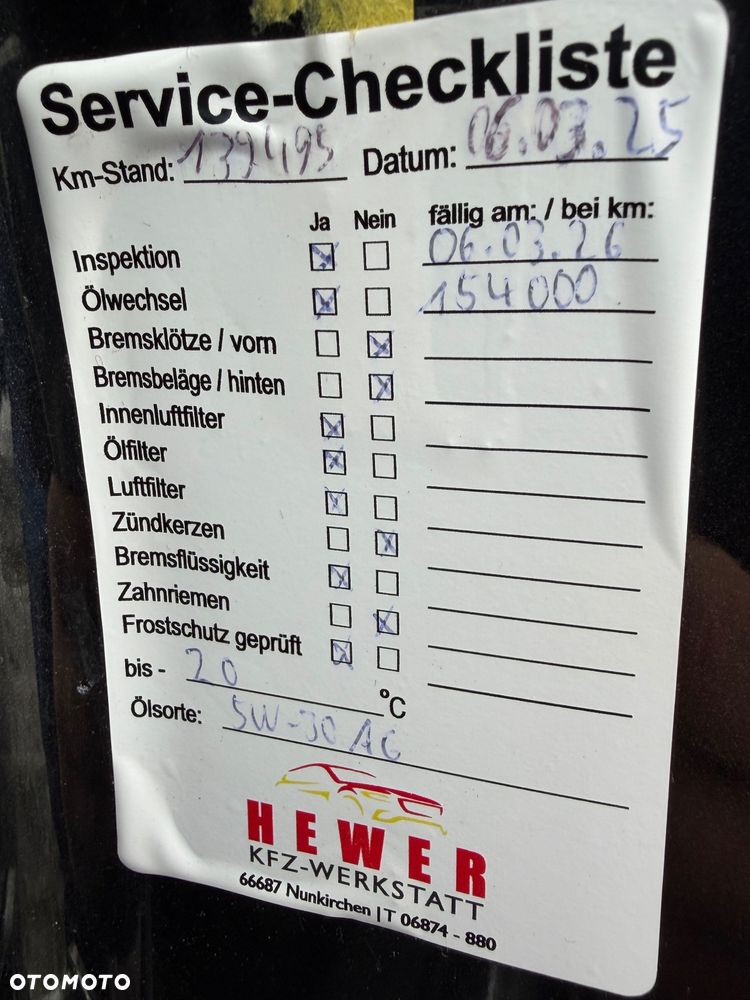 Service-Checkliste
Km-Stand: 139495 Datum: 06.03.25
Ja Nein fällig am: / bei km:
Inspektion 06.03.26
Ölwechsel 154000
Bremsklötze / vorn
Bremsbeläge / hinten
Innenluftfilter
Ölfilter
Luftfilter
Zündkerzen
Bremsflüssigkeit
Zahnriemen
Frostschutz geprüft
bis - 20 °C
Ölsorte: 5W-30
HEWER
KFZ-WERKSTATT
66687 Nunkirchen | T 06874 - 880
OTOMOTO